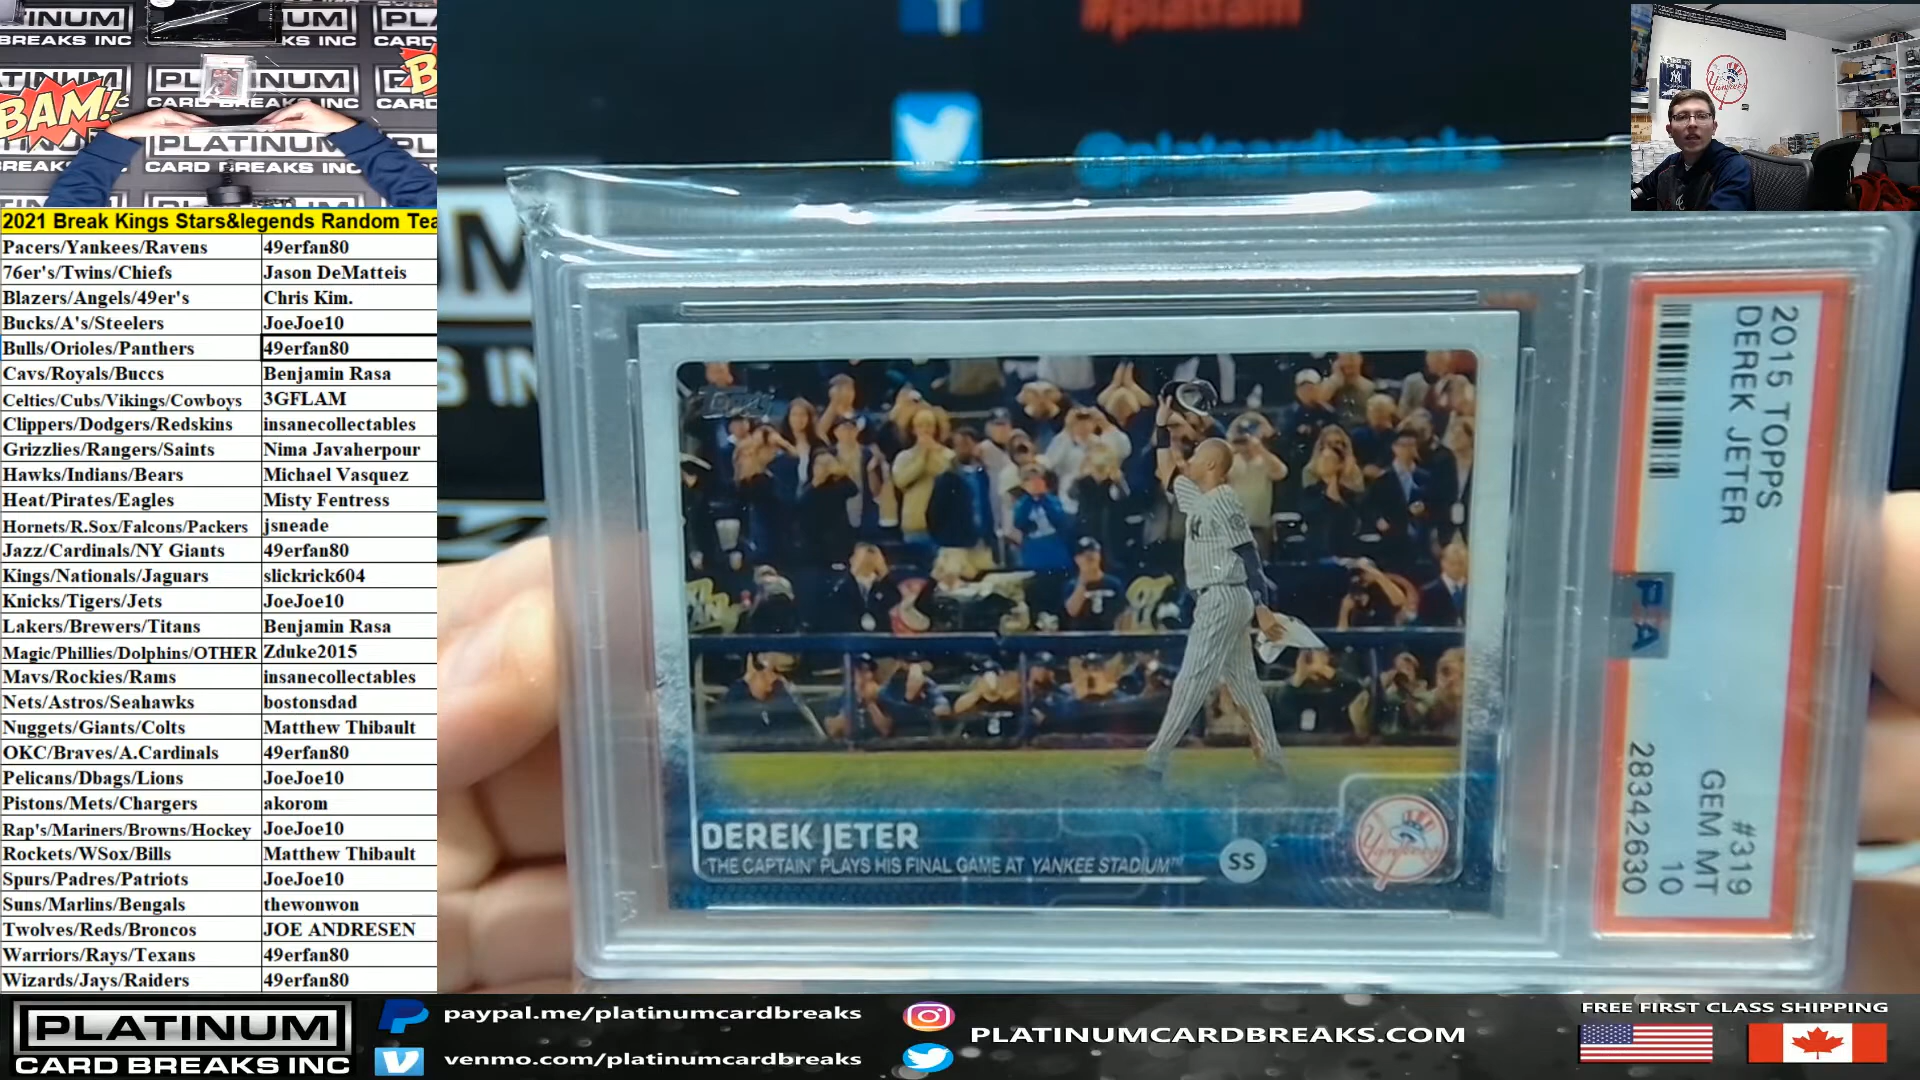 PLATINUM
CARD BREAKS INC
BAM!
#platfam
@platcardbreaks
2021 Break Kings Stars&legends Random Tea
Pacers/Yankees/Ravens 49erfan80
76er's/Twins/Chiefs Jason DeMatteis
Blazers/Angels/49er's Chris Kim.
Bucks/A's/Steelers JoeJoe10
Bulls/Orioles/Panthers 49erfan80
Cavs/Royals/Buccs Benjamin Rasa
Celtics/Cubs/Vikings/Cowboys 3GFLAM
Clippers/Dodgers/Redskins insanecollectables
Grizzlies/Rangers/Saints Nima Javaherpour
Hawks/Indians/Bears Michael Vasquez
Heat/Pirates/Eagles Misty Fentress
Hornets/R.Sox/Falcons/Packers jsneade
Jazz/Cardinals/NY Giants 49erfan80
Kings/Nationals/Jaguars slickrick604
Knicks/Tigers/Jets JoeJoe10
Lakers/Brewers/Titans Benjamin Rasa
Magic/Phillies/Dolphins/OTHER Zduke2015
Mavs/Rockies/Rams insanecollectables
Nets/Astros/Seahawks bostonsdad
Nuggets/Giants/Colts Matthew Thibault
OKC/Braves/A.Cardinals 49erfan80
Pelicans/Dbags/Lions JoeJoe10
Pistons/Mets/Chargers akorom
Rap's/Mariners/Browns/Hockey JoeJoe10
Rockets/WSox/Bills Matthew Thibault
Spurs/Padres/Patriots JoeJoe10
Suns/Marlins/Bengals thewonwon
Twolves/Reds/Broncos JOE ANDRESEN
Warriors/Rays/Texans 49erfan80
Wizards/Jays/Raiders 49erfan80
2015 TOPPS #319
DEREK JETER GEM MT
10
28342630
DEREK JETER
"THE CAPTAIN" PLAYS HIS FINAL GAME AT YANKEE STADIUM™
SS
Yankees
PLATINUM
CARD BREAKS INC
paypal.me/platinumcardbreaks
venmo.com/platinumcardbreaks
PLATINUMCARDBREAKS.COM
FREE FIRST CLASS SHIPPING